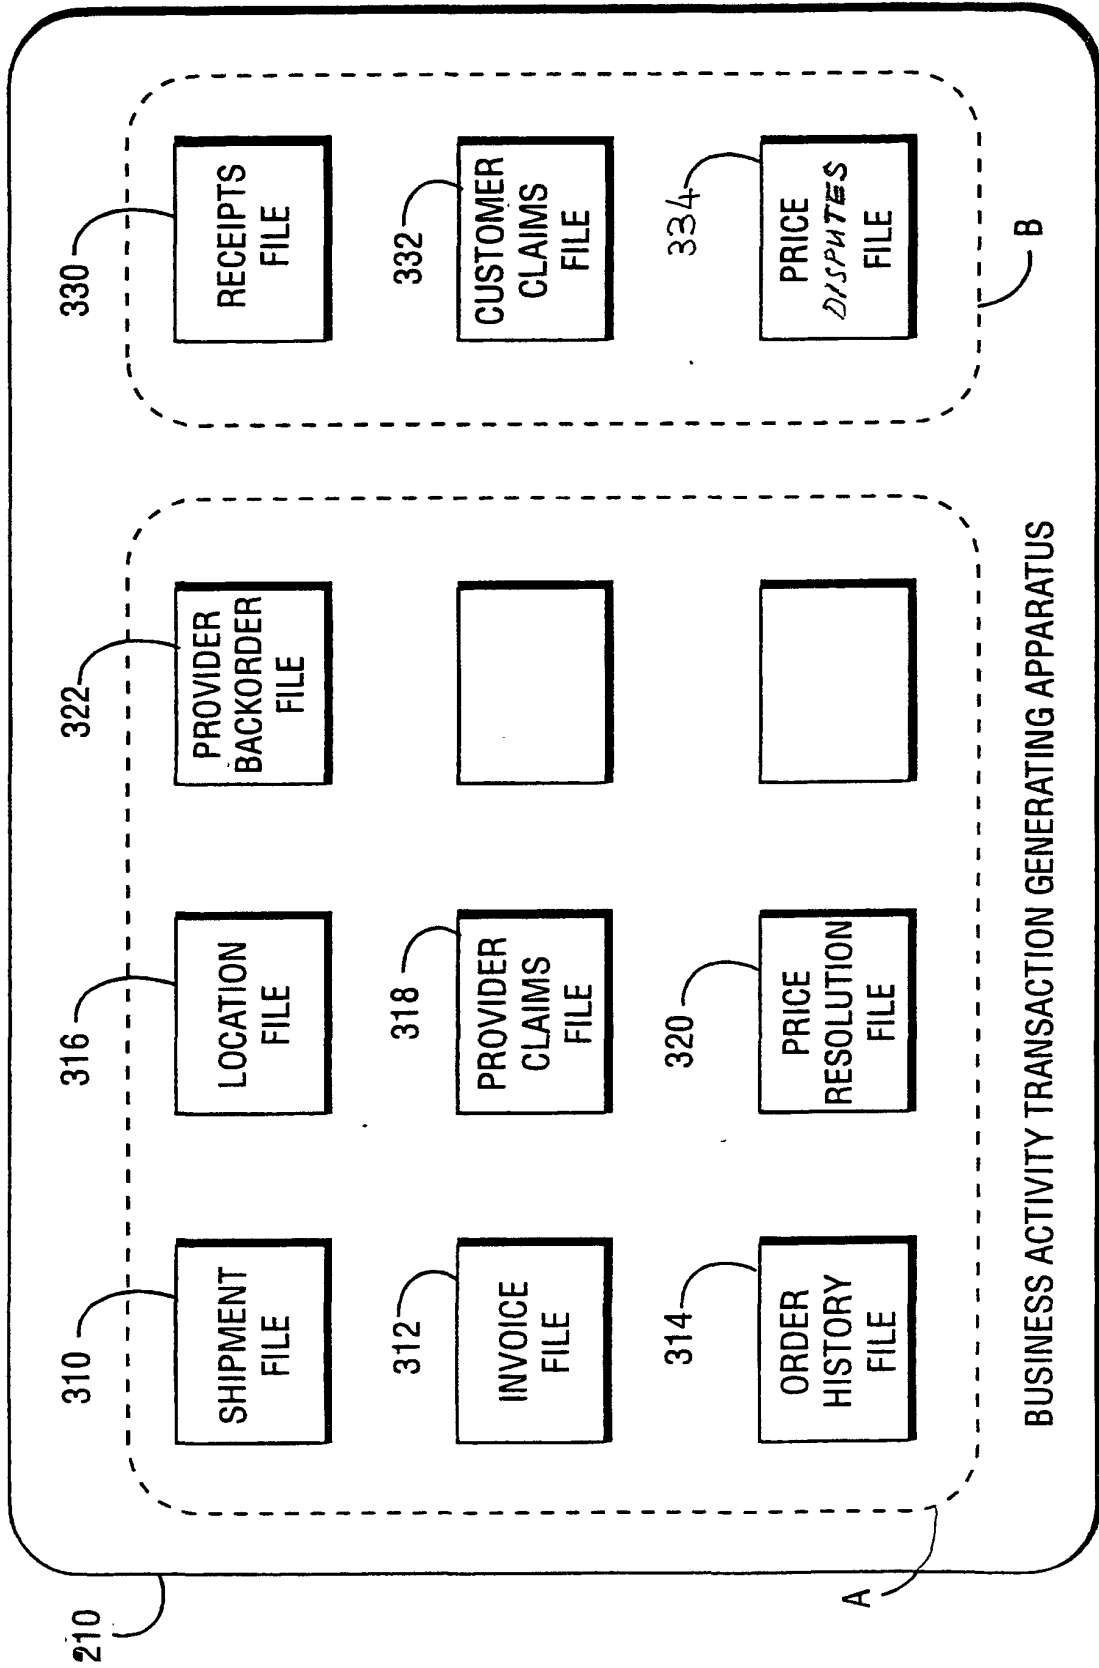 210
310
SHIPMENT
FILE
316
LOCATION
FILE
322
PROVIDER
BACKORDER
FILE
330
RECEIPTS
FILE
312
INVOICE
FILE
318
PROVIDER
CLAIMS
FILE
332
CUSTOMER
CLAIMS
FILE
314
ORDER
HISTORY
FILE
320
PRICE
RESOLUTION
FILE
334
PRICE
DISPUTES
FILE
A
B
BUSINESS ACTIVITY TRANSACTION GENERATING APPARATUS